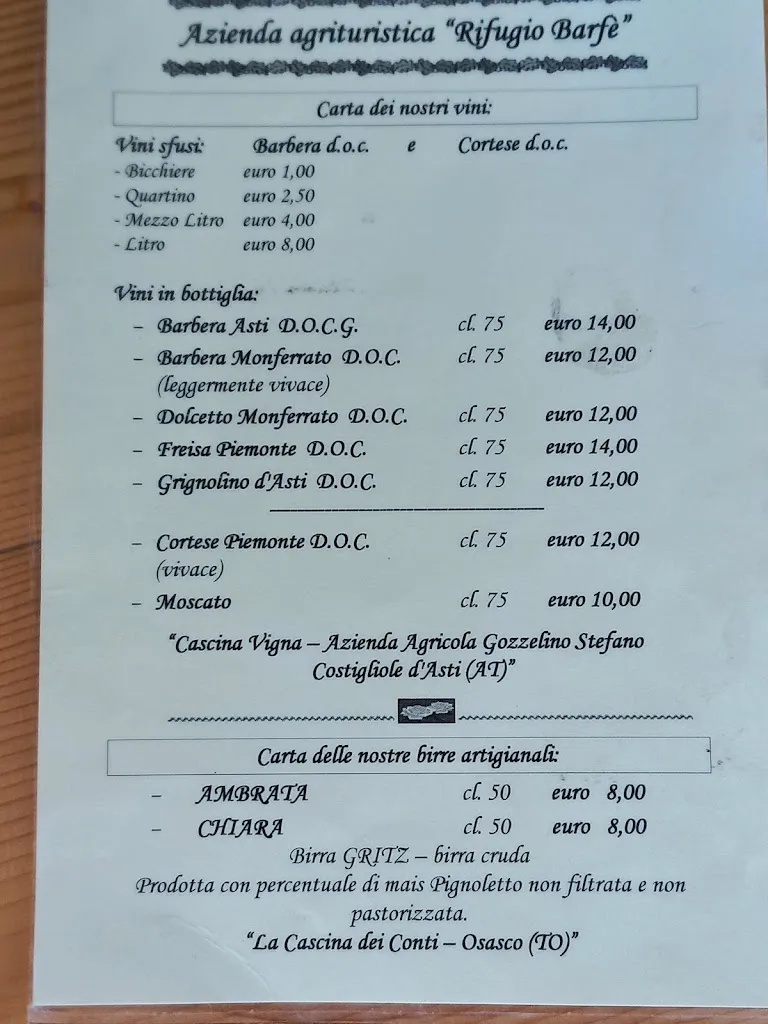 Azienda agrituristica “Rifugio Barfè”
Carta dei nostri vini:
Vini sfusi: Barbera d.o.c. e Cortese d.o.c.
- Bicchiere euro 1,00
- Quartino euro 2,50
- Mezzo Litro euro 4,00
- Litro euro 8,00
Vini in bottiglia:
– Barbera Asti D.O.C.G. cl. 75 euro 14,00
– Barbera Monferrato D.O.C. cl. 75 euro 12,00
(leggermente vivace)
– Dolcetto Monferrato D.O.C. cl. 75 euro 12,00
– Freisa Piemonte D.O.C. cl. 75 euro 14,00
– Grignolino d'Asti D.O.C. cl. 75 euro 12,00
– Cortese Piemonte D.O.C. cl. 75 euro 12,00
(vivace)
– Moscato cl. 75 euro 10,00
“Cascina Vigna – Azienda Agricola Gozzelino Stefano
Costigliole d'Asti (AT)”
Carta delle nostre birre artigianali:
– AMBRATA cl. 50 euro 8,00
– CHIARA cl. 50 euro 8,00
Birra GRITZ – birra cruda
Prodotta con percentuale di mais Pignoletto non filtrata e non
pastorizzata.
“La Cascina dei Conti – Osasco (TO)”